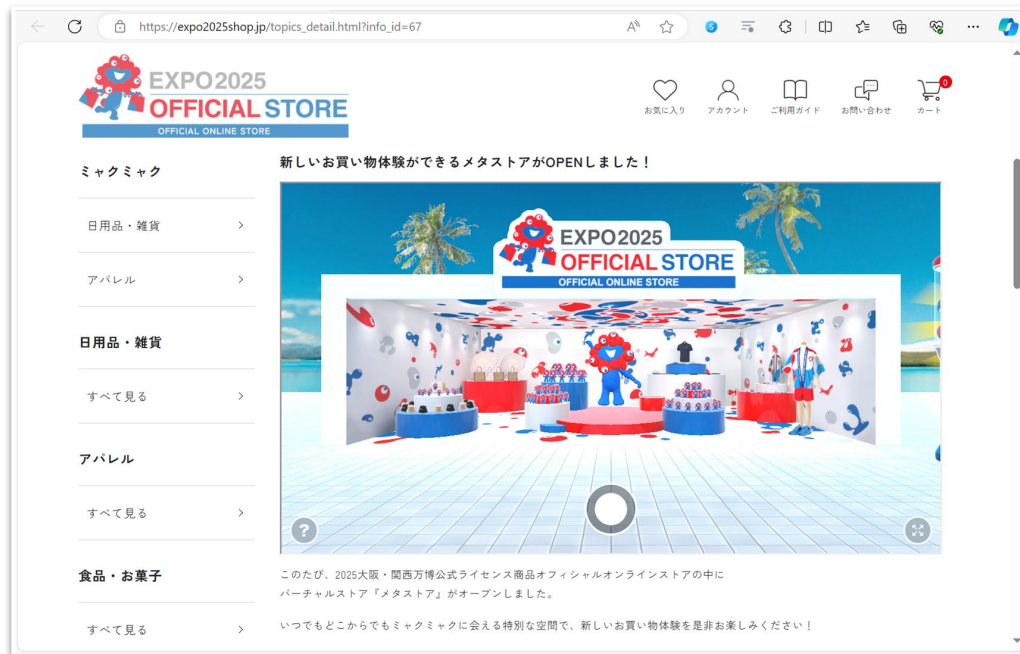 https://expo2025shop.jp/topics_detail.html?info_id=67
EXPO2025
OFFICIAL STORE
OFFICIAL ONLINE STORE
お気に入り
アカウント
ご利用ガイド
お問い合わせ
0
カート
ミャクミャク
日用品・雑貨
アパレル
日用品・雑貨
すべて見る
アパレル
すべて見る
食品・お菓子
すべて見る
新しいお買い物体験ができるメタストアがOPENしました！
EXPO2025
OFFICIAL STORE
OFFICIAL ONLINE STORE
?
このたび、2025大阪・関西万博公式ライセンス商品オフィシャルオンラインストアの中に
バーチャルストア『メタストア』がオープンしました。
いつでもどこからでもミャクミャクに会える特別な空間で、新しいお買い物体験を是非お楽しみください！